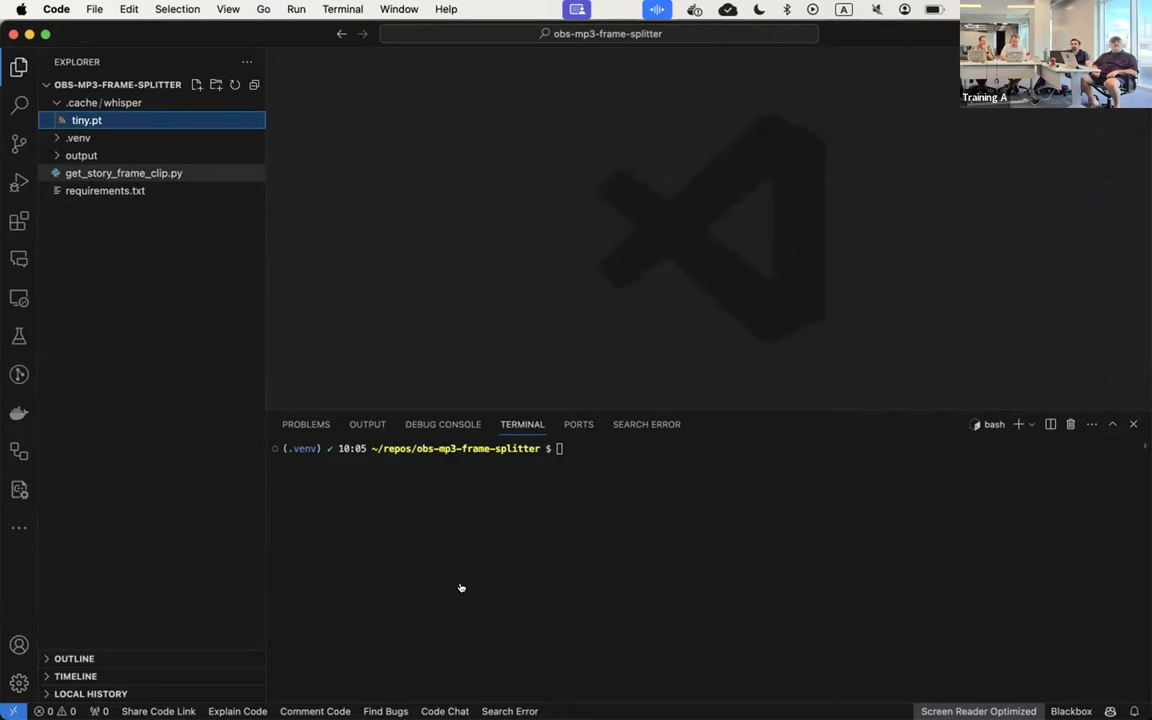 Code File Edit Selection View Go Run Terminal Window Help
A
obs-mp3-frame-splitter
Training A
EXPLORER
OBS-MP3-FRAME-SPLITTER
.cache / whisper
tiny.pt
.venv
output
get_story_frame_clip.py
requirements.txt
PROBLEMS OUTPUT DEBUG CONSOLE TERMINAL PORTS SEARCH ERROR
bash
(.venv) ✔ 10:05 ~/repos/obs-mp3-frame-splitter $
OUTLINE
TIMELINE
LOCAL HISTORY
0 0 0 Share Code Link Explain Code Comment Code Find Bugs Code Chat Search Error Screen Reader Optimized Blackbox